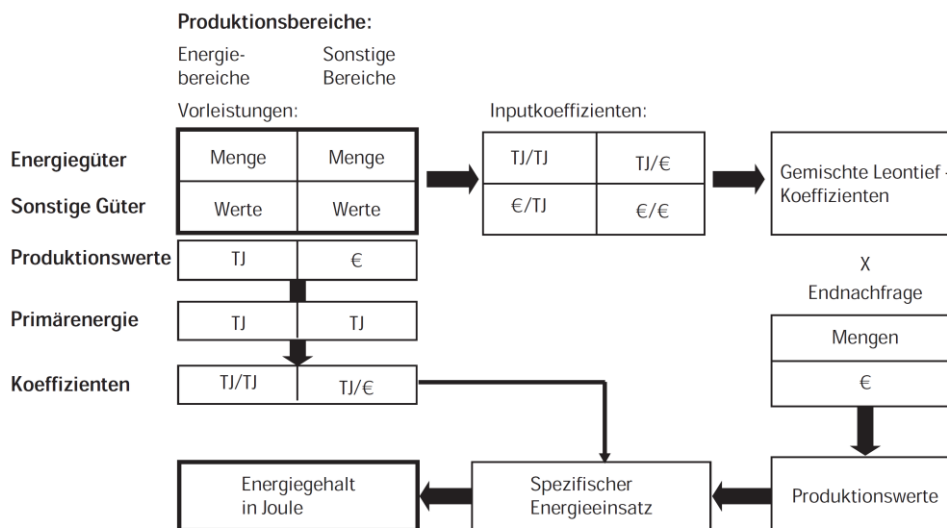 Produktionsbereiche:
Energie-
bereiche
Sonstige
Bereiche
Vorleistungen:
Inputkoeffizienten:
Energiegüter
Menge
Menge
TJ/TJ
TJ/€
Gemischte Leontief -
Koeffizienten
Sonstige Güter
Werte
Werte
€/TJ
€/€
Produktionswerte
TJ
€
X
Endnachfrage
Primärenergie
TJ
TJ
Mengen
€
Koeffizienten
TJ/TJ
TJ/€
Energiegehalt
in Joule
Spezifischer
Energieeinsatz
Produktionswerte